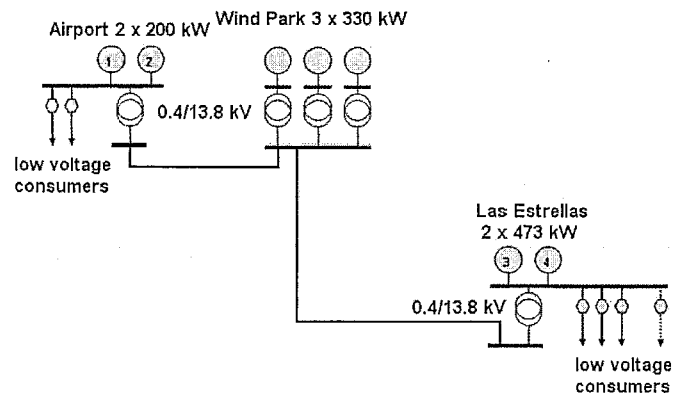 Airport 2 x 200 kW
Wind Park 3 x 330 kW
1
2
0.4/13.8 kV
low voltage
consumers
Las Estrellas
2 x 473 kW
3
4
0.4/13.8 kV
low voltage
consumers